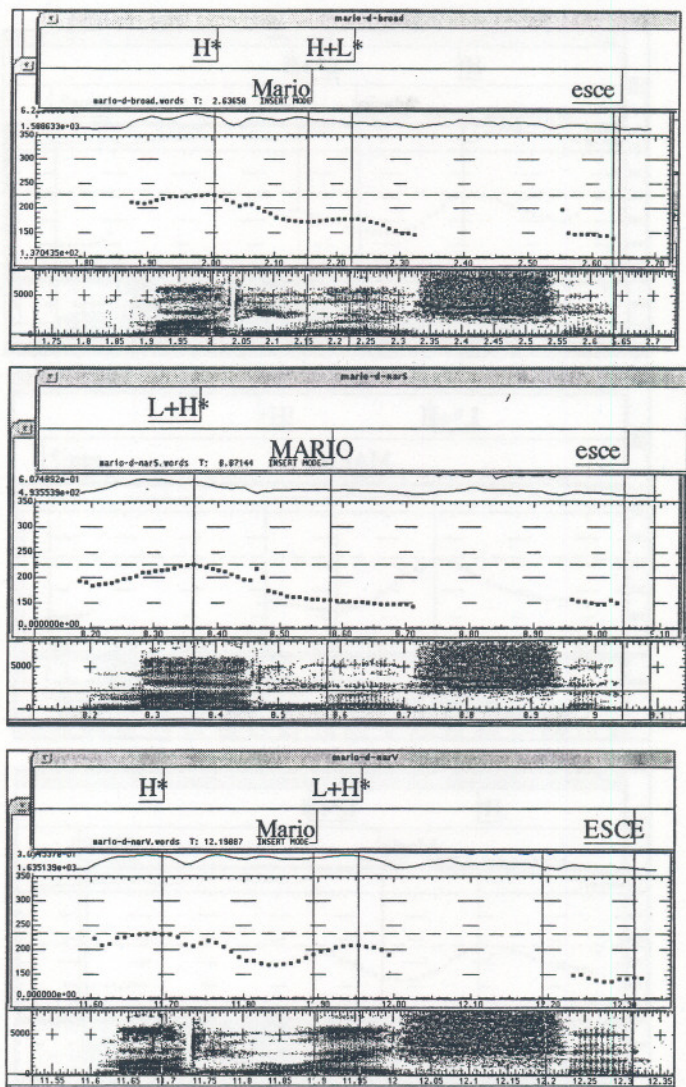 mario-d-broad
H* H+L*
Mario esce
mario-d-broad.words T: 2.63658 INSERT MODE
1.588633e+03
350
300
250
200
150
1.370435e+02
1.80 1.90 2.00 2.10 2.20 2.30 2.40 2.50 2.60 2.70
5000
0
1.75 1.8 1.85 1.9 1.95 2 2.05 2.1 2.15 2.2 2.25 2.3 2.35 2.4 2.45 2.5 2.55 2.6 2.65 2.7
mario-d-narS
L+H*
MARIO esce
mario-d-narS.words T: 8.87144 INSERT MODE
6.074892e-01
4.935539e+02
350
300
250
200
150
0.000000e+00
8.20 8.30 8.40 8.50 8.60 8.70 8.80 8.90 9.00 9.10
5000
0
8.2 8.3 8.4 8.5 8.6 8.7 8.8 8.9 9 9.1
mario-d-narV
H* L+H*
Mario ESCE
mario-d-narV.words T: 12.19887 INSERT MODE
1.635139e+03
350
300
250
200
150
0.000000e+00
11.60 11.70 11.80 11.90 12.00 12.10 12.20 12.30
5000
0
11.55 11.6 11.65 11.7 11.75 11.8 11.85 11.9 11.95 12 12.05 12.1 12.15 12.2 12.25 12.3 12.35